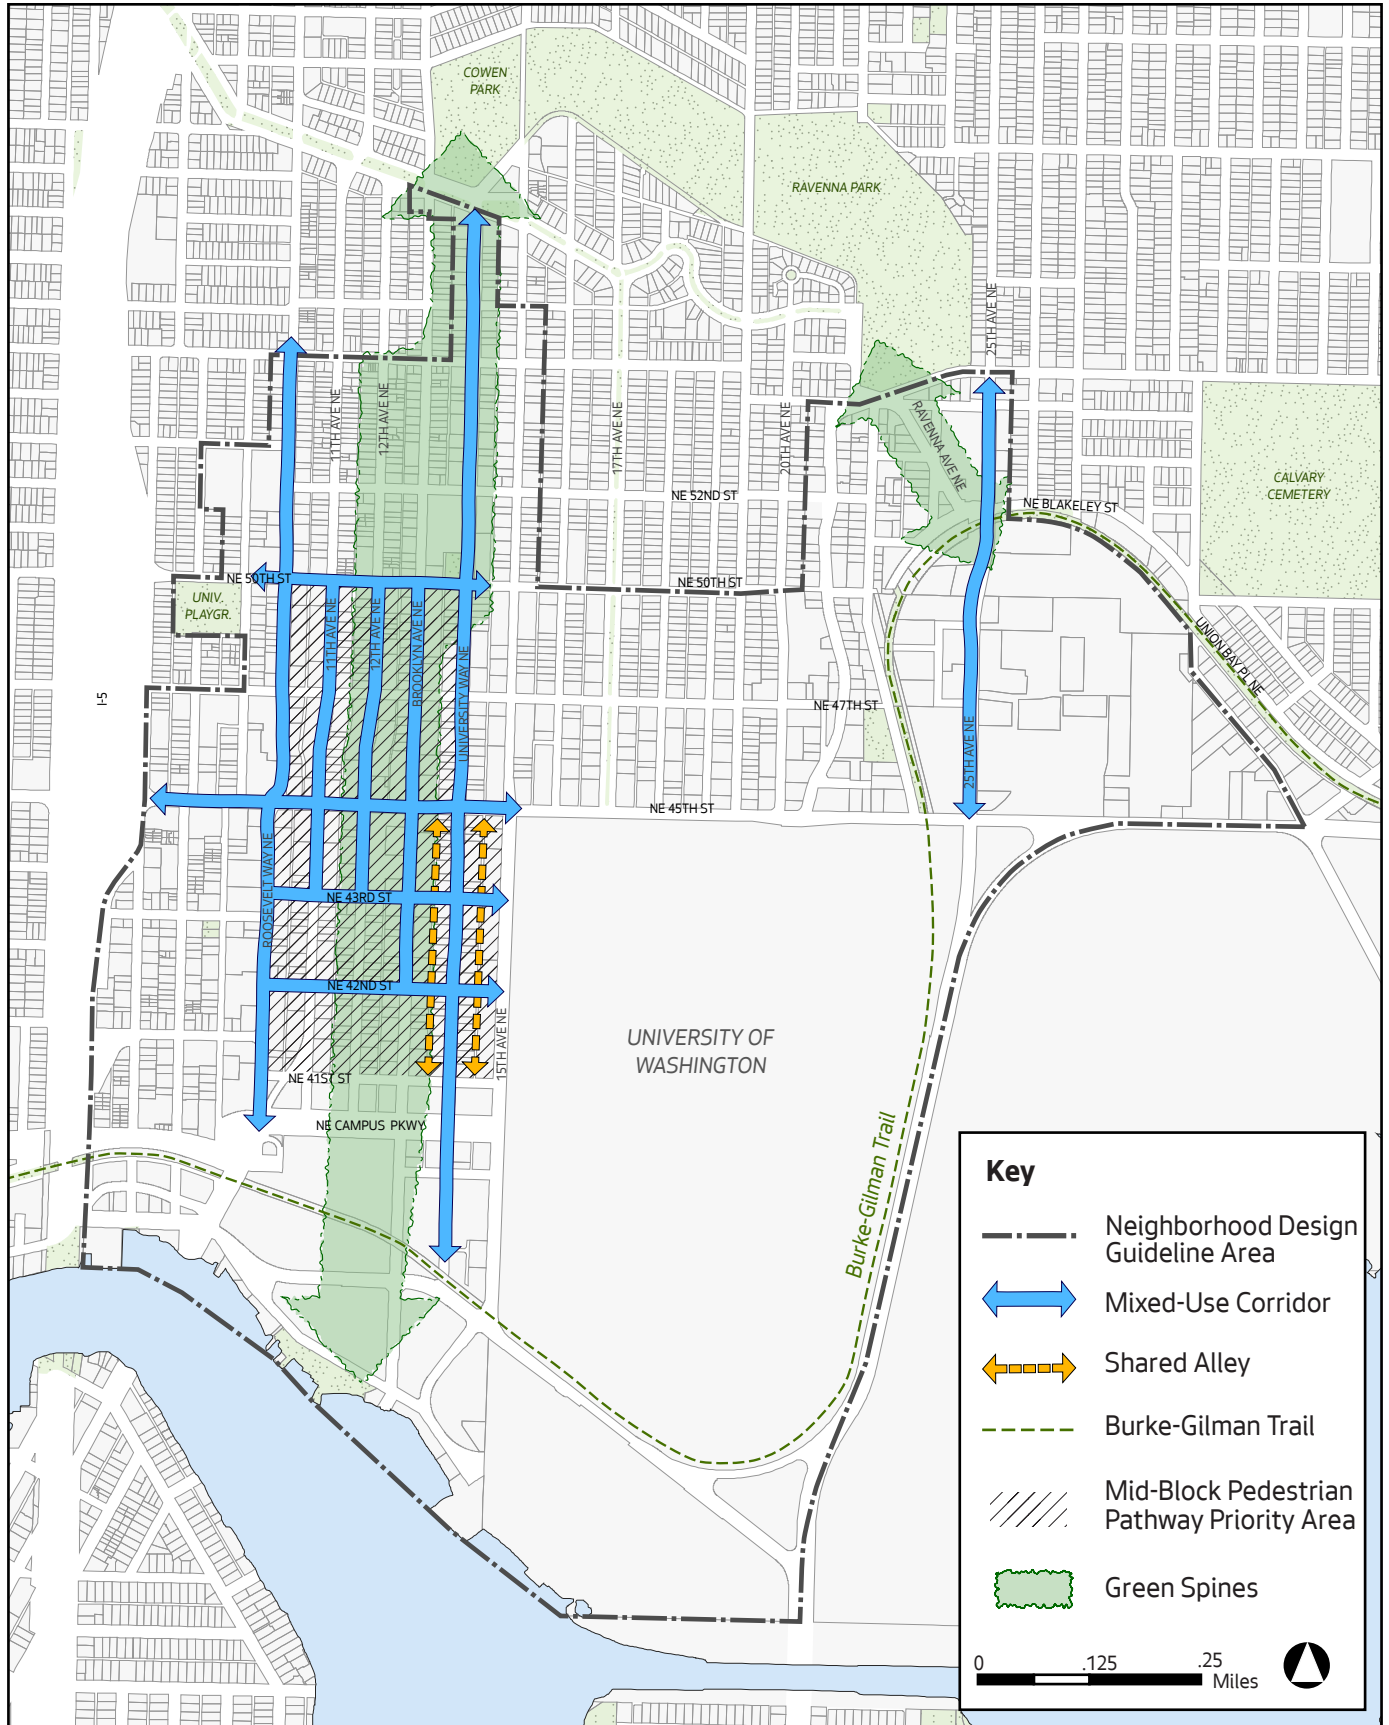 COWEN
PARK
RAVENNA PARK
25TH AVE NE
11TH AVE NE
12TH AVE NE
17TH AVE NE
20TH AVE NE
RAVENNA AVE NE
CALVARY
CEMETERY
NE 52ND ST
NE BLAKELEY ST
NE 50TH ST
NE 50TH ST
UNIV.
PLAYGR.
11TH AVE NE
12TH AVE NE
BROOKLYN AVE NE
UNIVERSITY WAY NE
UNION BAY PL NE
I-5
NE 47TH ST
25TH AVE NE
NE 45TH ST
ROOSEVELT WAY NE
NE 43RD ST
NE 42ND ST
15TH AVE NE
UNIVERSITY OF
WASHINGTON
NE 41ST ST
NE CAMPUS PKWY
Burke-Gilman Trail
Key
Neighborhood Design
Guideline Area
Mixed-Use Corridor
Shared Alley
Burke-Gilman Trail
Mid-Block Pedestrian
Pathway Priority Area
Green Spines
0 .125 .25
Miles